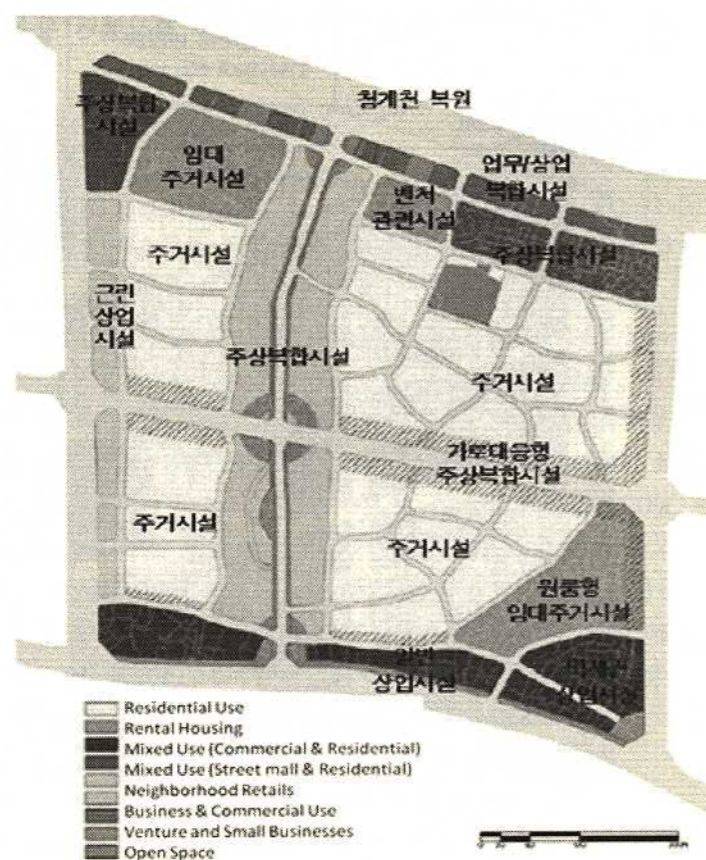 청계천 복원
주상복합
시설
임대
주거시설
업무/상업
복합시설
벤처
관련시설
주거시설
주상복합시설
근린
상업
시설
주상복합시설
주거시설
가로대응형
주상복합시설
주거시설
주거시설
원룸형
임대주거시설
일반
상업시설
상업시설
Residential Use
Rental Housing
Mixed Use (Commercial & Residential)
Mixed Use (Street mall & Residential)
Neighborhood Retails
Business & Commercial Use
Venture and Small Businesses
Open Space